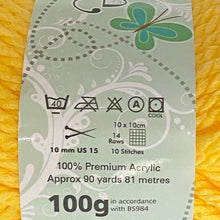 40 A
COOL
10 x 10cm
14
Rows
10 mm US 15 10 Stitches
100% Premium Acrylic
Approx 90 yards 81 metres
100g in accordance
with BS984